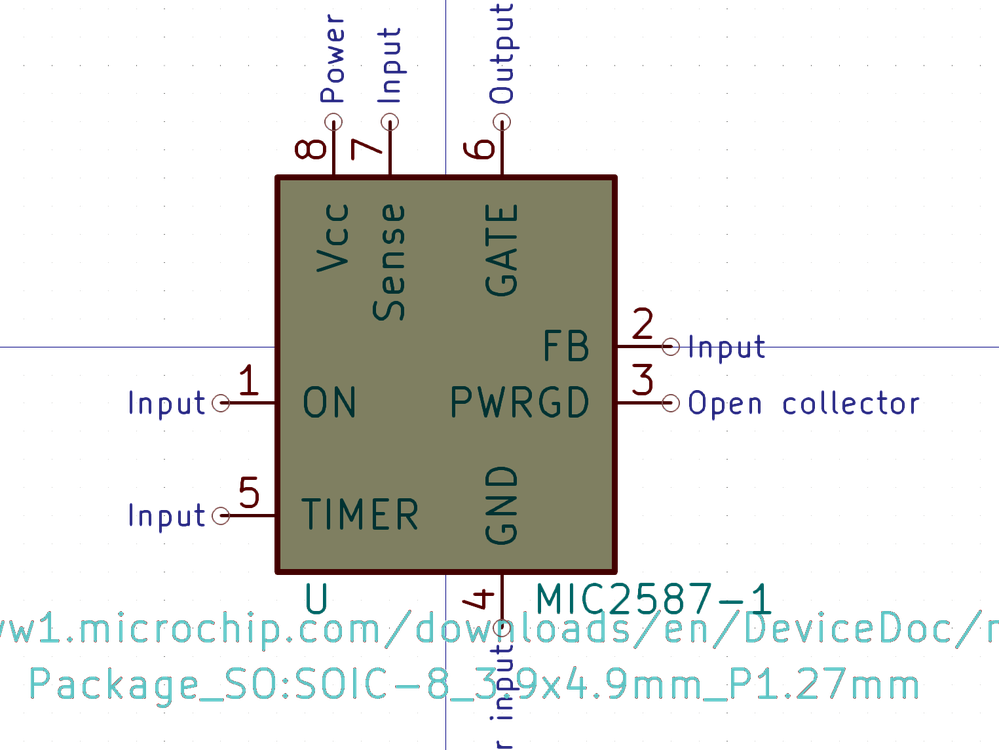 Power
Input
Output
8
7
6
Vcc
Sense
GATE
FB
2
Input
Input
1
ON
PWRGD
3
Open collector
Input
5
TIMER
GND
U
4
MIC2587-1
w1.microchip.com/downloads/en/DeviceDoc/
Package_SO:SOIC-8_3.9x4.9mm_P1.27mm
r input